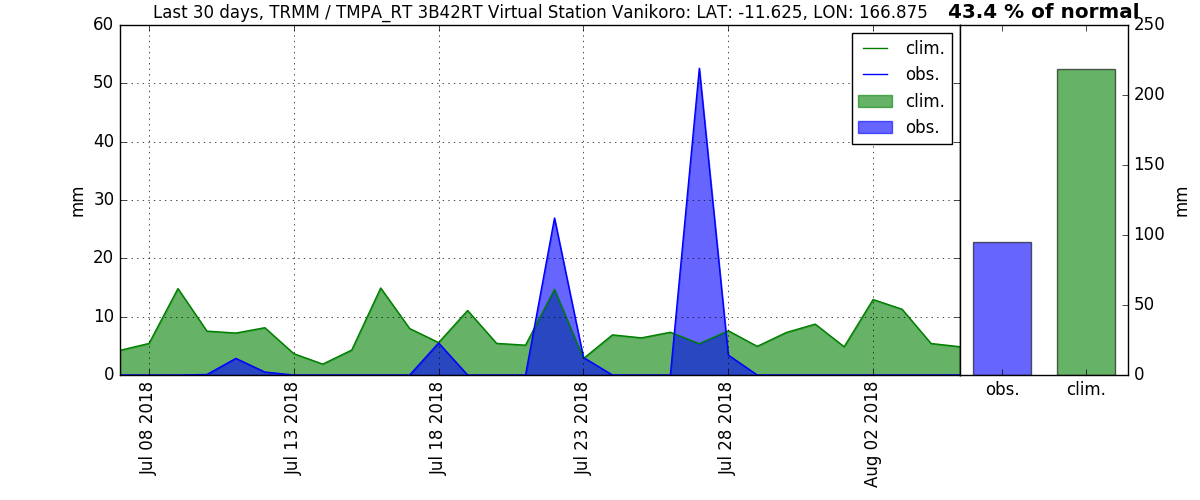 Last 30 days, TRMM / TMPA_RT 3B42RT Virtual Station Vanikoro: LAT: -11.625, LON: 166.875
43.4 % of normal
60
50
40
30
20
10
0
mm
clim.
obs.
clim.
obs.
Jul 08 2018
Jul 13 2018
Jul 18 2018
Jul 23 2018
Jul 28 2018
Aug 02 2018
250
200
150
100
50
0
mm
obs.
clim.